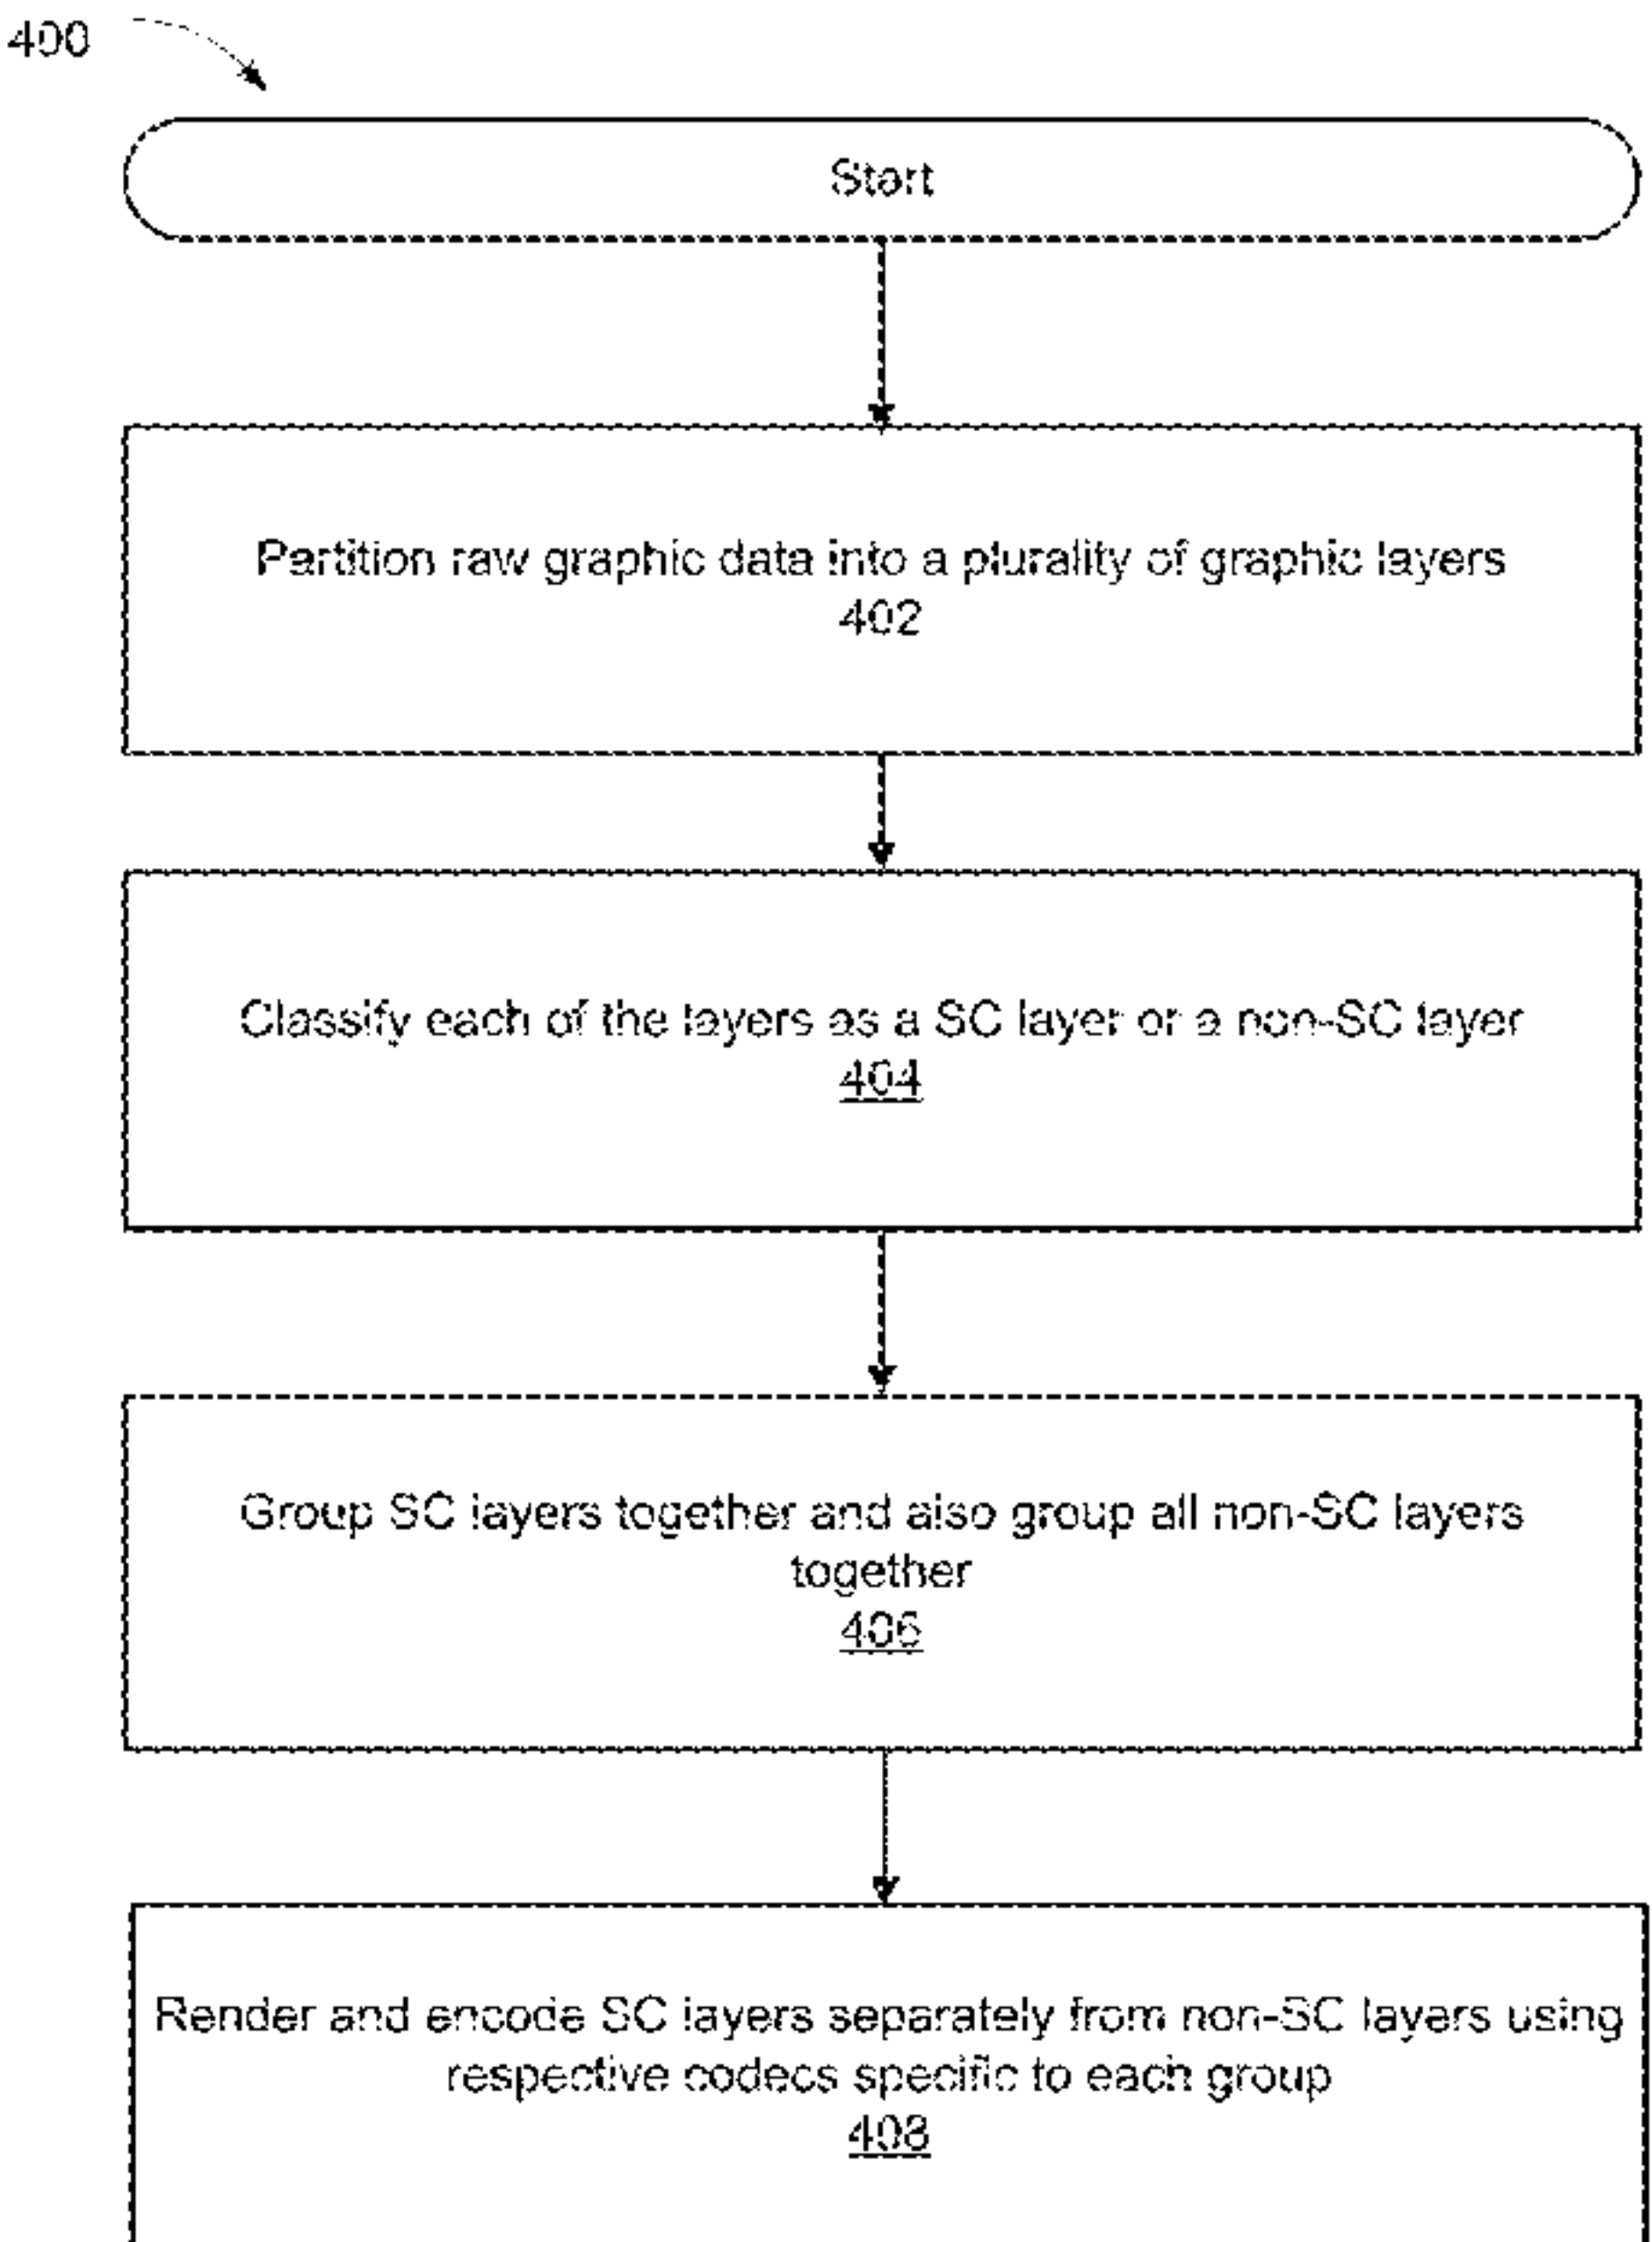 400
Start
Partition raw graphic data into a plurality of graphic layers
402
Classify each of the layers as a SC layer or a non-SC layer
404
Group SC layers together and also group all non-SC layers
together
406
Render and encode SC layers separately from non-SC layers using
respective codecs specific to each group
408